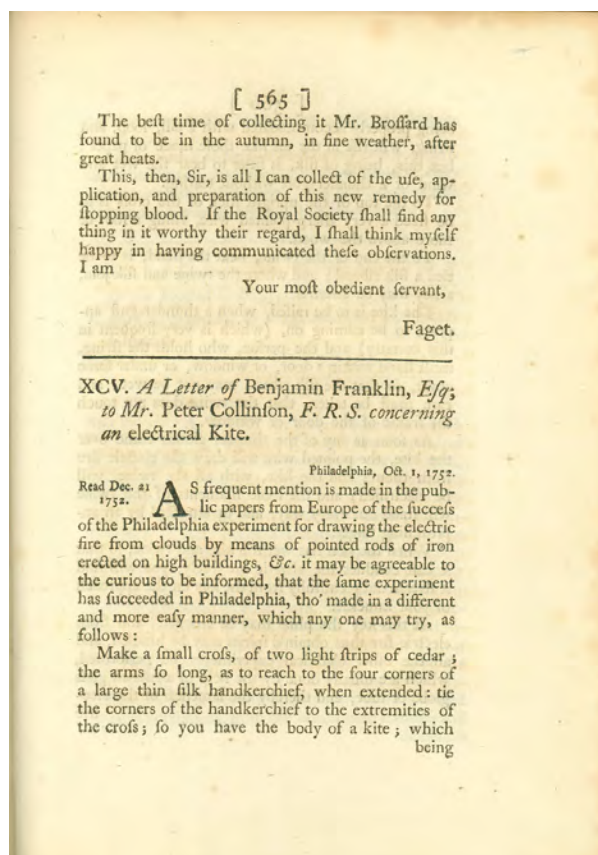 [ 565 ]
The beſt time of collecting it Mr. Broſſard has
found to be in the autumn, in fine weather, after
great heats.
This, then, Sir, is all I can collect of the uſe, ap-
plication, and preparation of this new remedy for
ſtopping blood. If the Royal Society ſhall find any
thing in it worthy their regard, I ſhall think myſelf
happy in having communicated theſe obſervations.
I am
Your moſt obedient ſervant,
Faget.
XCV. A Letter of Benjamin Franklin, Eſq;
to Mr. Peter Collinſon, F. R. S. concerning
an electrical Kite.
Philadelphia, Oct. 1, 1752.
Read Dec. 21
1752.
AS frequent mention is made in the pub-
lic papers from Europe of the ſucceſs
of the Philadelphia experiment for drawing the electric
fire from clouds by means of pointed rods of iron
erected on high buildings, &c. it may be agreeable to
the curious to be informed, that the ſame experiment
has ſucceeded in Philadelphia, tho' made in a different
and more eaſy manner, which any one may try, as
follows:
Make a ſmall croſs, of two light ſtrips of cedar;
the arms ſo long, as to reach to the four corners of
a large thin ſilk handkerchief, when extended: tie
the corners of the handkerchief to the extremities of
the croſs; ſo you have the body of a kite; which
being